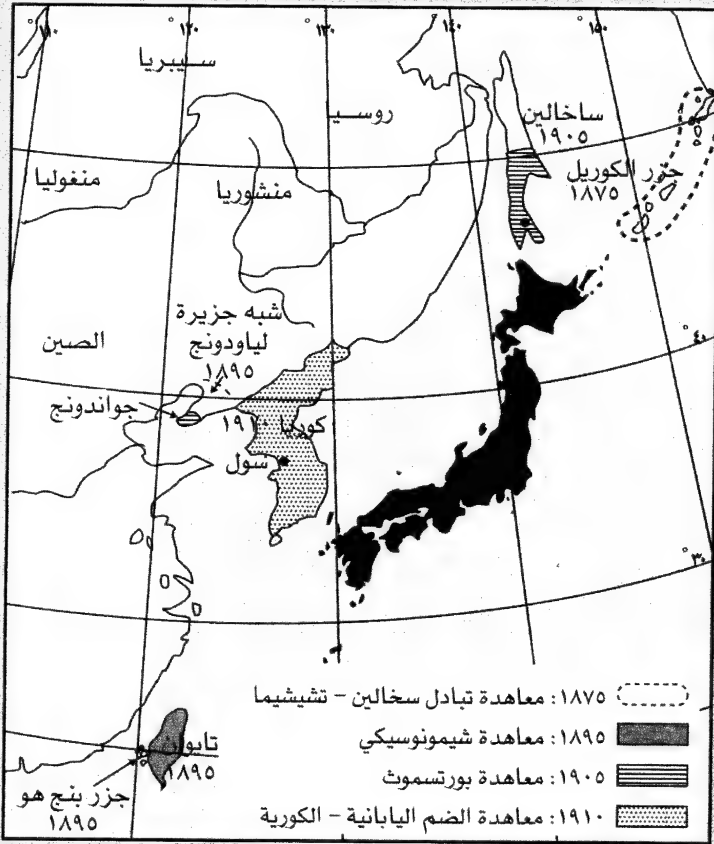 °١١٠
°١٢٠
°١٣٠
°١٤٠
°١٥٠
سيبريا
روسيا
ساخالين
١٩٠٥
منغوليا
منشوريا
جزر الكوريل
١٨٧٥
شبه جزيرة
لياودونج
١٨٩٥
الصين
°٤٠
جواندونج
كوريا ١٩١٠
سول
°٣٠
١٨٧٥: معاهدة تبادل سخالين – تشيشيما
١٨٩٥: معاهدة شيمونوسيكي
١٩٠٥: معاهدة بورتسموث
١٩١٠: معاهدة الضم اليابانية – الكورية
تايوان
١٨٩٥
جزر بنج هو
١٨٩٥